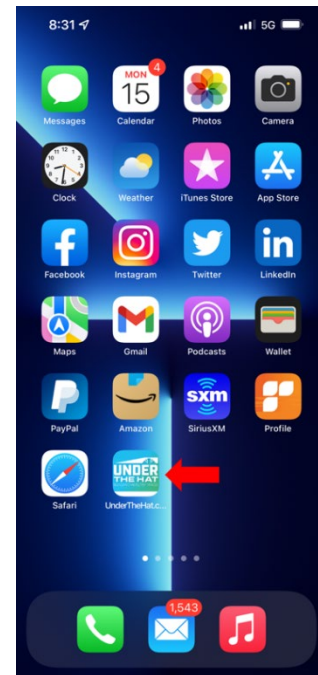 8:31 5G
4
MON
15
Messages Calendar Photos Camera
Clock Weather iTunes Store App Store
Facebook Instagram Twitter LinkedIn
Maps Gmail Podcasts Wallet
sxm
PayPal Amazon SiriusXM Profile
UNDER
THE HAT
Safari UnderTheHat.c...
1,543